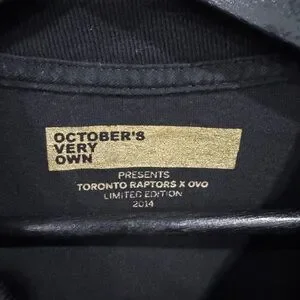 OCTOBER'S
VERY
OWN
PRESENTS
TORONTO RAPTORS X OVO
LIMITED EDITION
2014